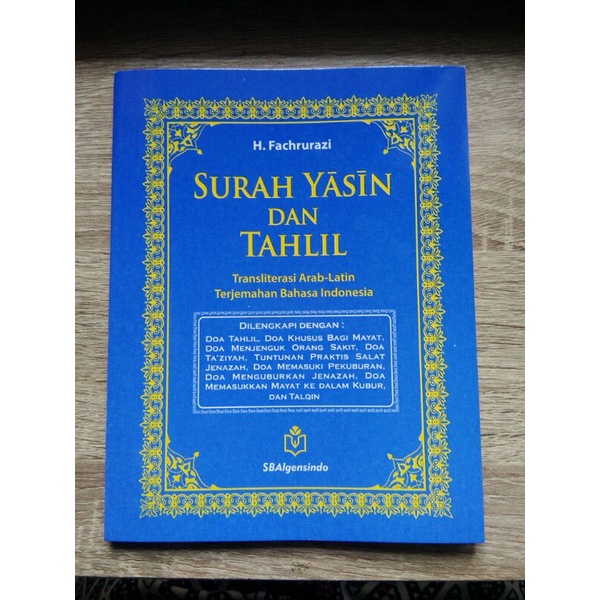 H. Fachrurazi
SURAH YĀSĪN
DAN
TAHLIL
Transliterasi Arab-Latin
Terjemahan Bahasa Indonesia
DILENGKAPI DENGAN :
DOA TAHLIL, DOA KHUSUS BAGI MAYAT,
DOA MENJENGUK ORANG SAKIT, DOA
TA'ZIYAH, TUNTUNAN PRAKTIS SALAT
JENAZAH, DOA MEMASUKI PEKUBURAN,
DOA MENGUBURKAN JENAZAH, DOA
MEMASUKKAN MAYAT KE DALAM KUBUR,
DAN TALQIN
SBAlgensindo